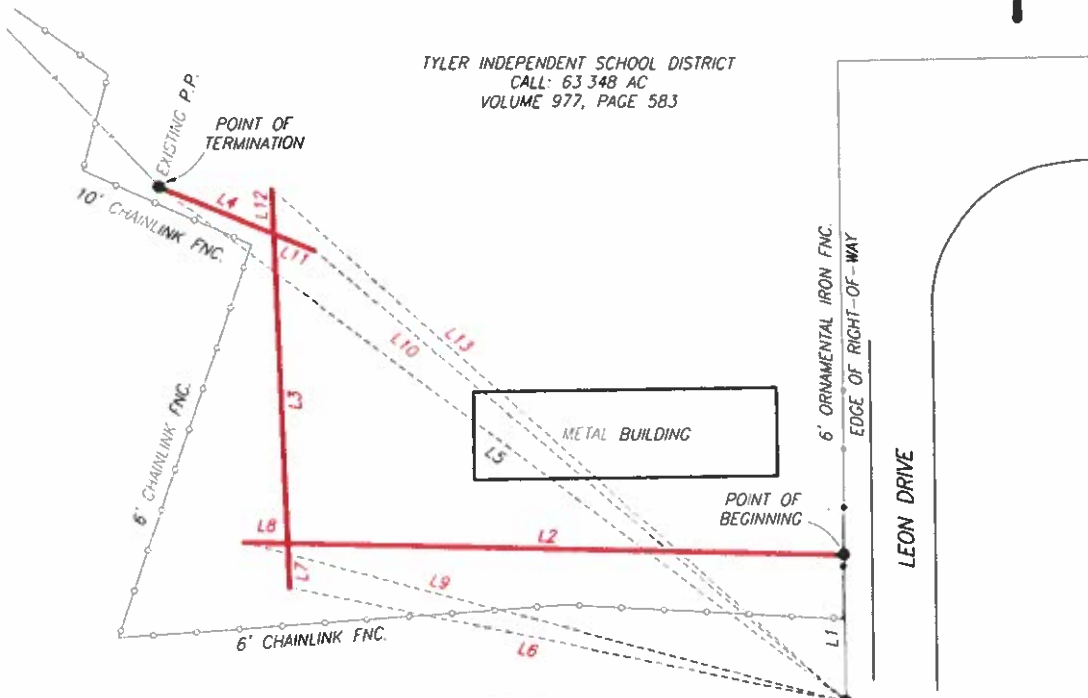 TYLER INDEPENDENT SCHOOL DISTRICT
CALL: 63 348 AC
VOLUME 977, PAGE 583
EXISTING P.P.
POINT OF
TERMINATION
10' CHAINLINK FNC.
L4
L12
L11
L13
L10
L3
L5
METAL BUILDING
6' ORNAMENTAL IRON FNC.
EDGE OF RIGHT-OF-WAY
LEON DRIVE
6' CHAINLINK FNC.
POINT OF
BEGINNING
L8
L2
L7
L9
L1
6' CHAINLINK FNC.
L6